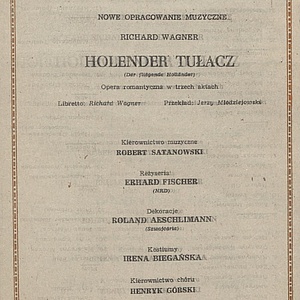 NOWE OPRACOWANIE MUZYCZNE
RICHARD WAGNER
HOLENDER TUŁACZ
(Der fliegende Holländer)
Opera romantyczna w trzech aktach
Libretto: Richard Wagner Przekład: Jerzy Młodziejowski
Kierownictwo muzyczne
ROBERT SATANOWSKI
Reżyseria:
ERHARD FISCHER
(NRD)
Dekoracje:
ROLAND AESCHLIMANN
(Szwajcaria)
Kostiumy
IRENA BIEGAŃSKA
Kierownictwo chóru
HENRYK GÓRSKI